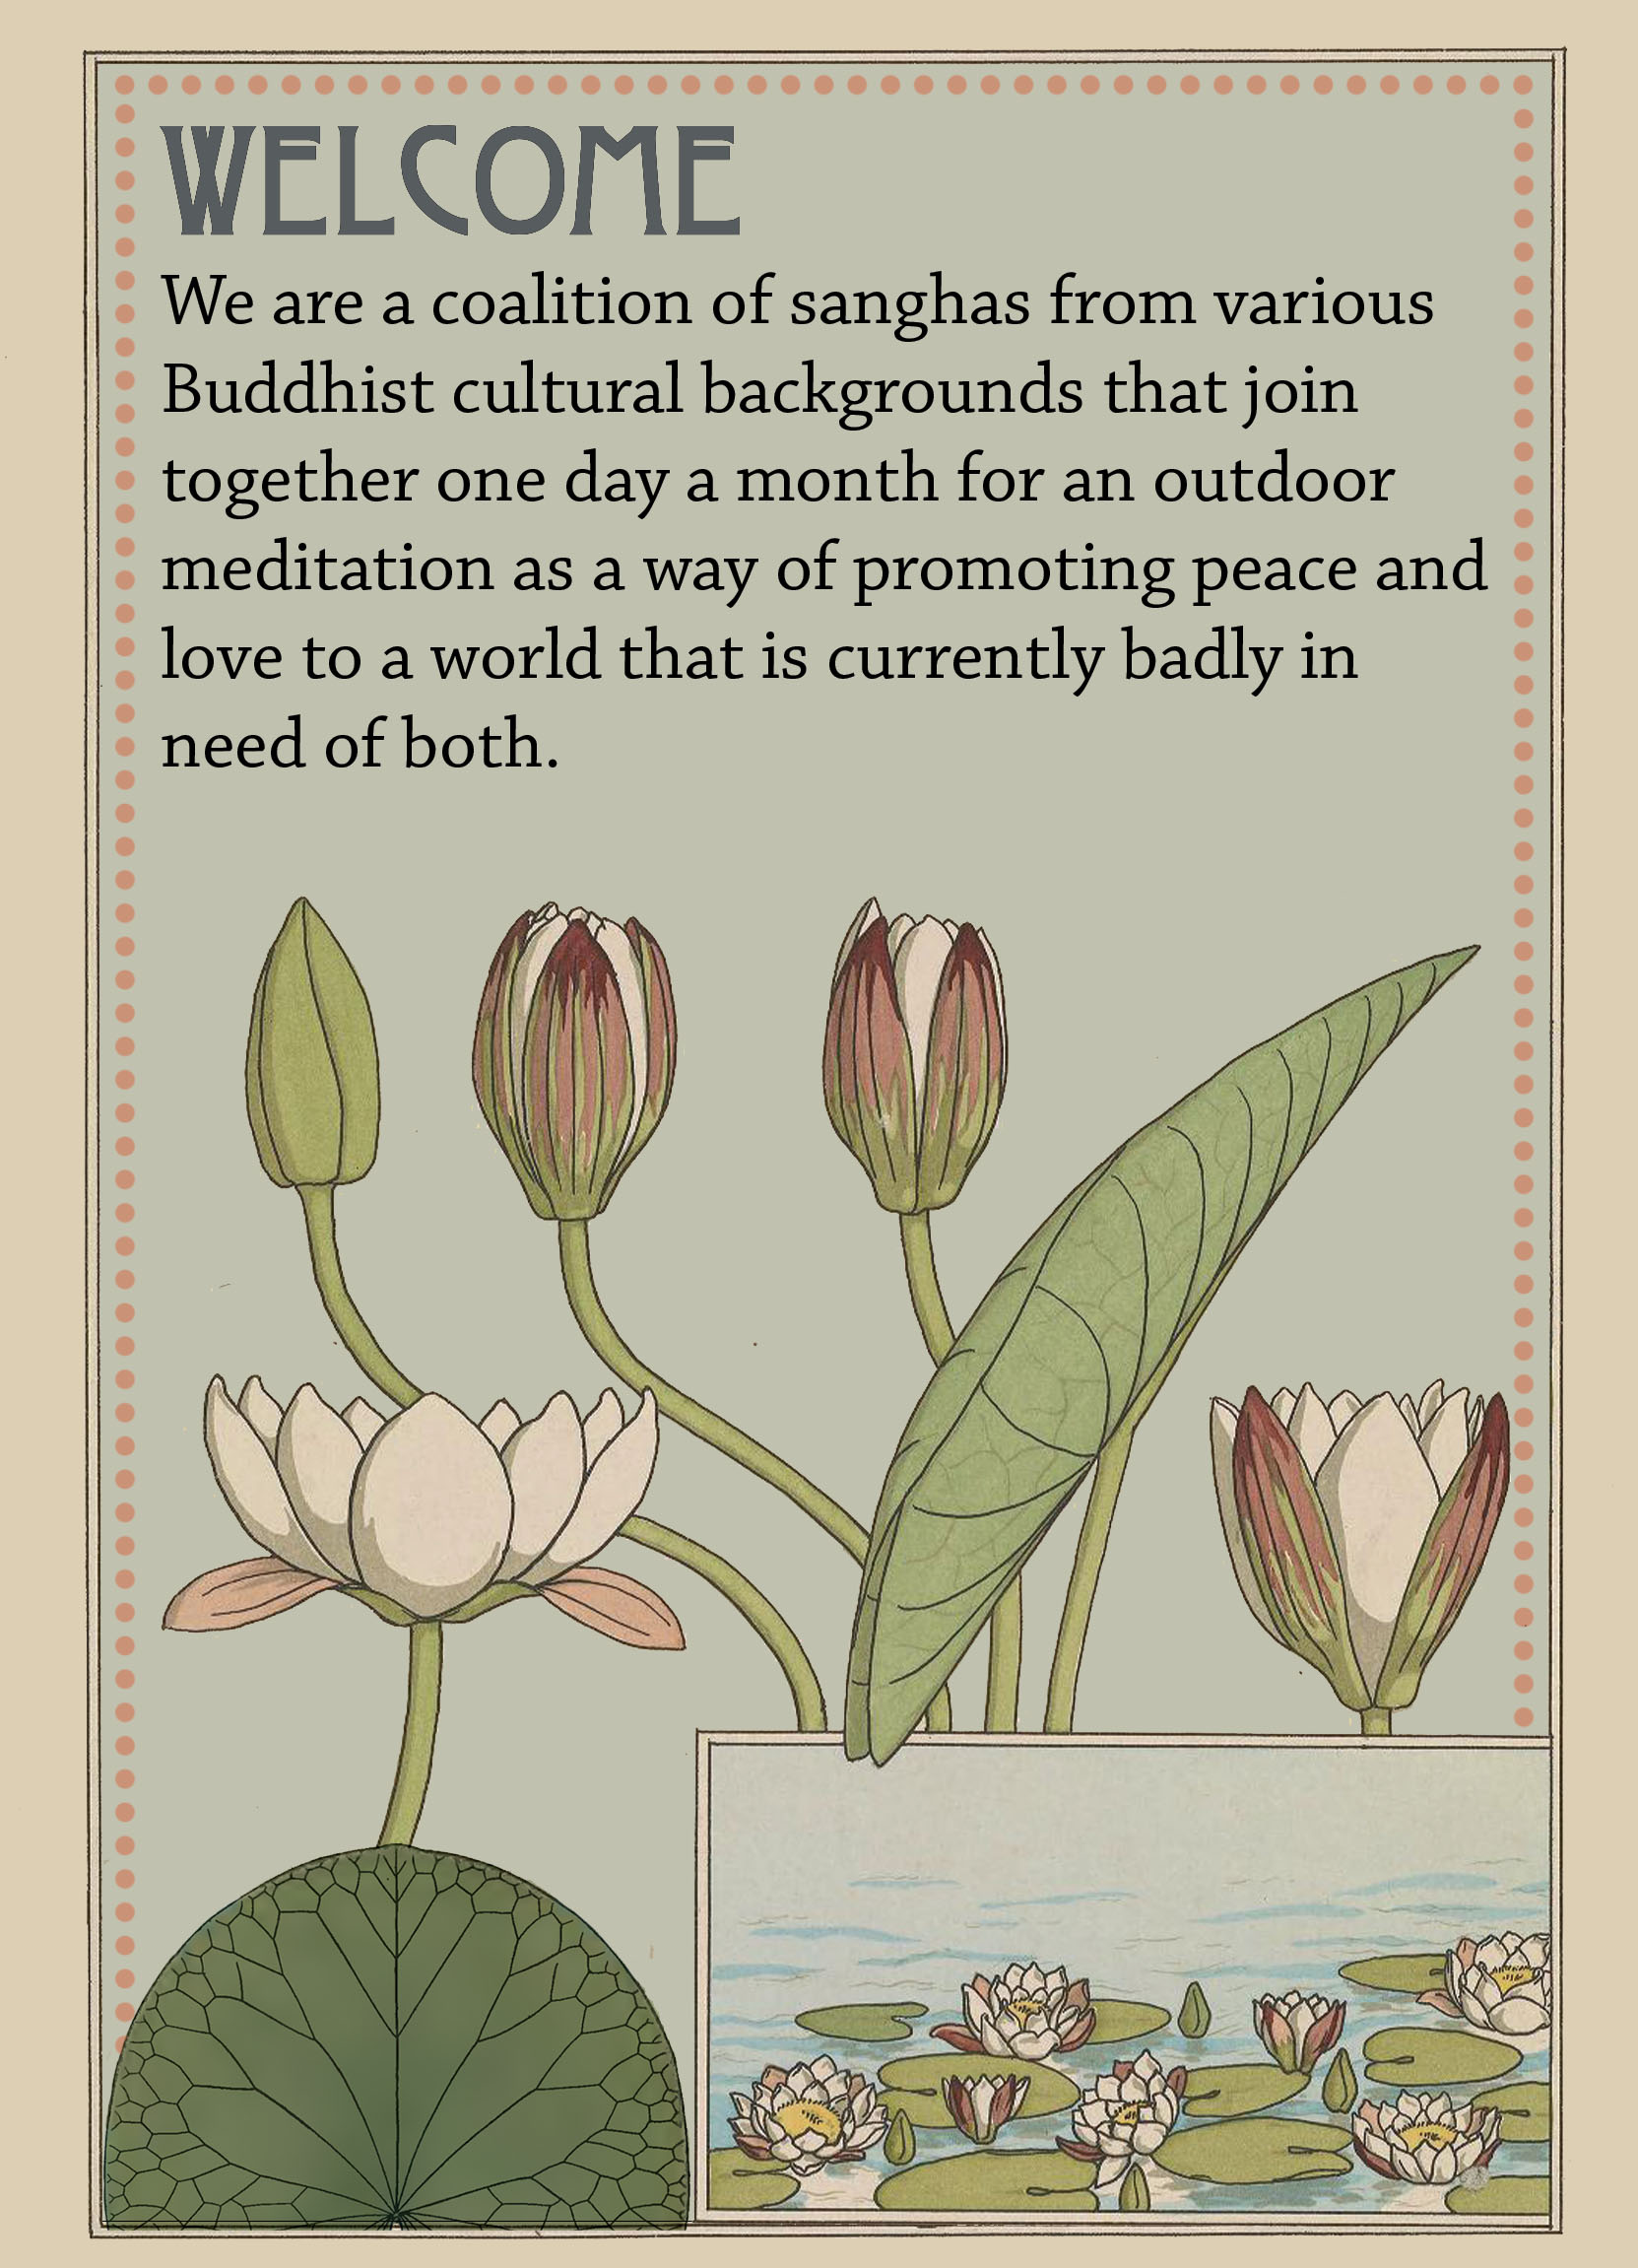 WELCOME
We are a coalition of sanghas from various
Buddhist cultural backgrounds that join
together one day a month for an outdoor
meditation as a way of promoting peace and
love to a world that is currently badly in
need of both.